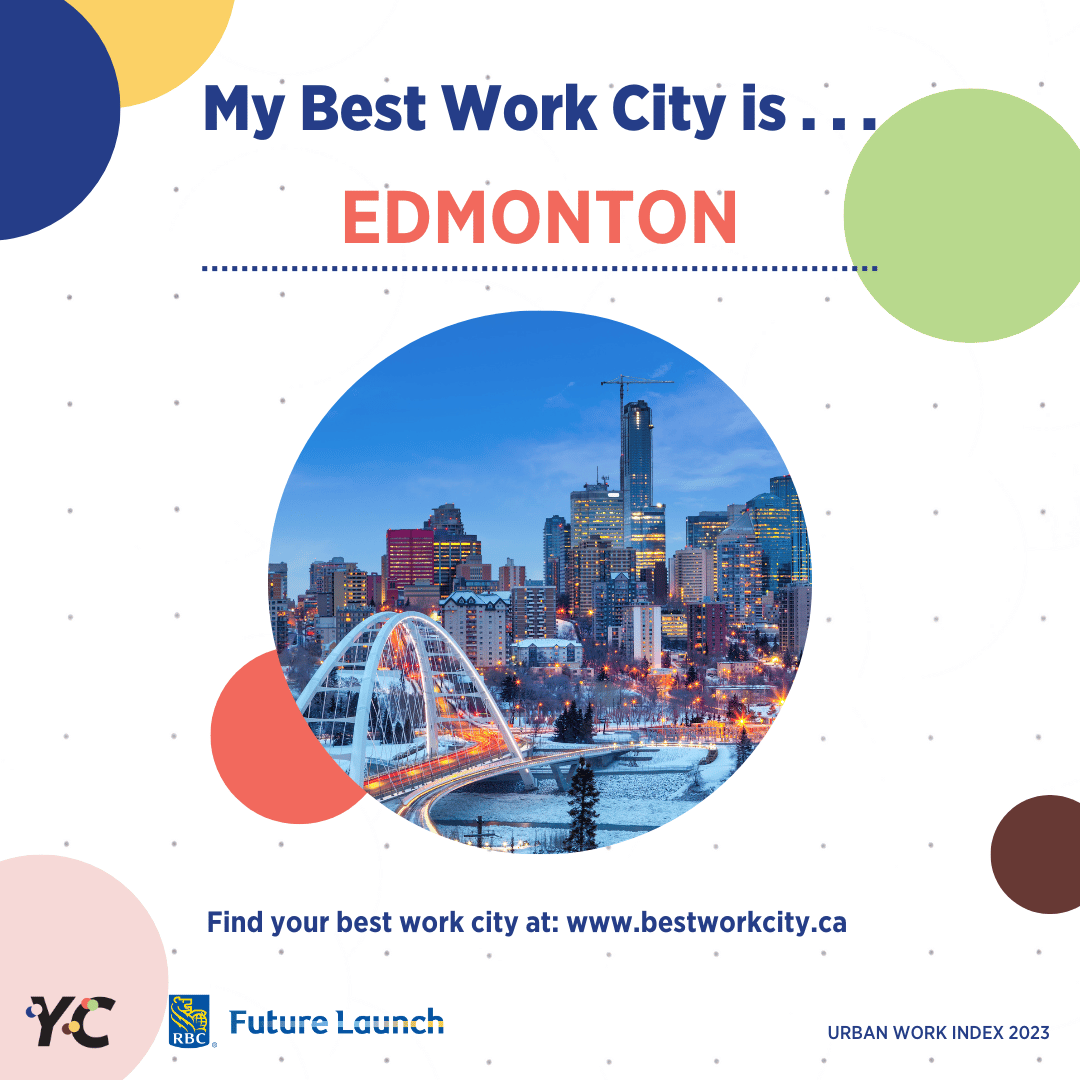 My Best Work City is . . .
EDMONTON
Find your best work city at: www.bestworkcity.ca
YC
RBC ®
Future Launch
URBAN WORK INDEX 2023